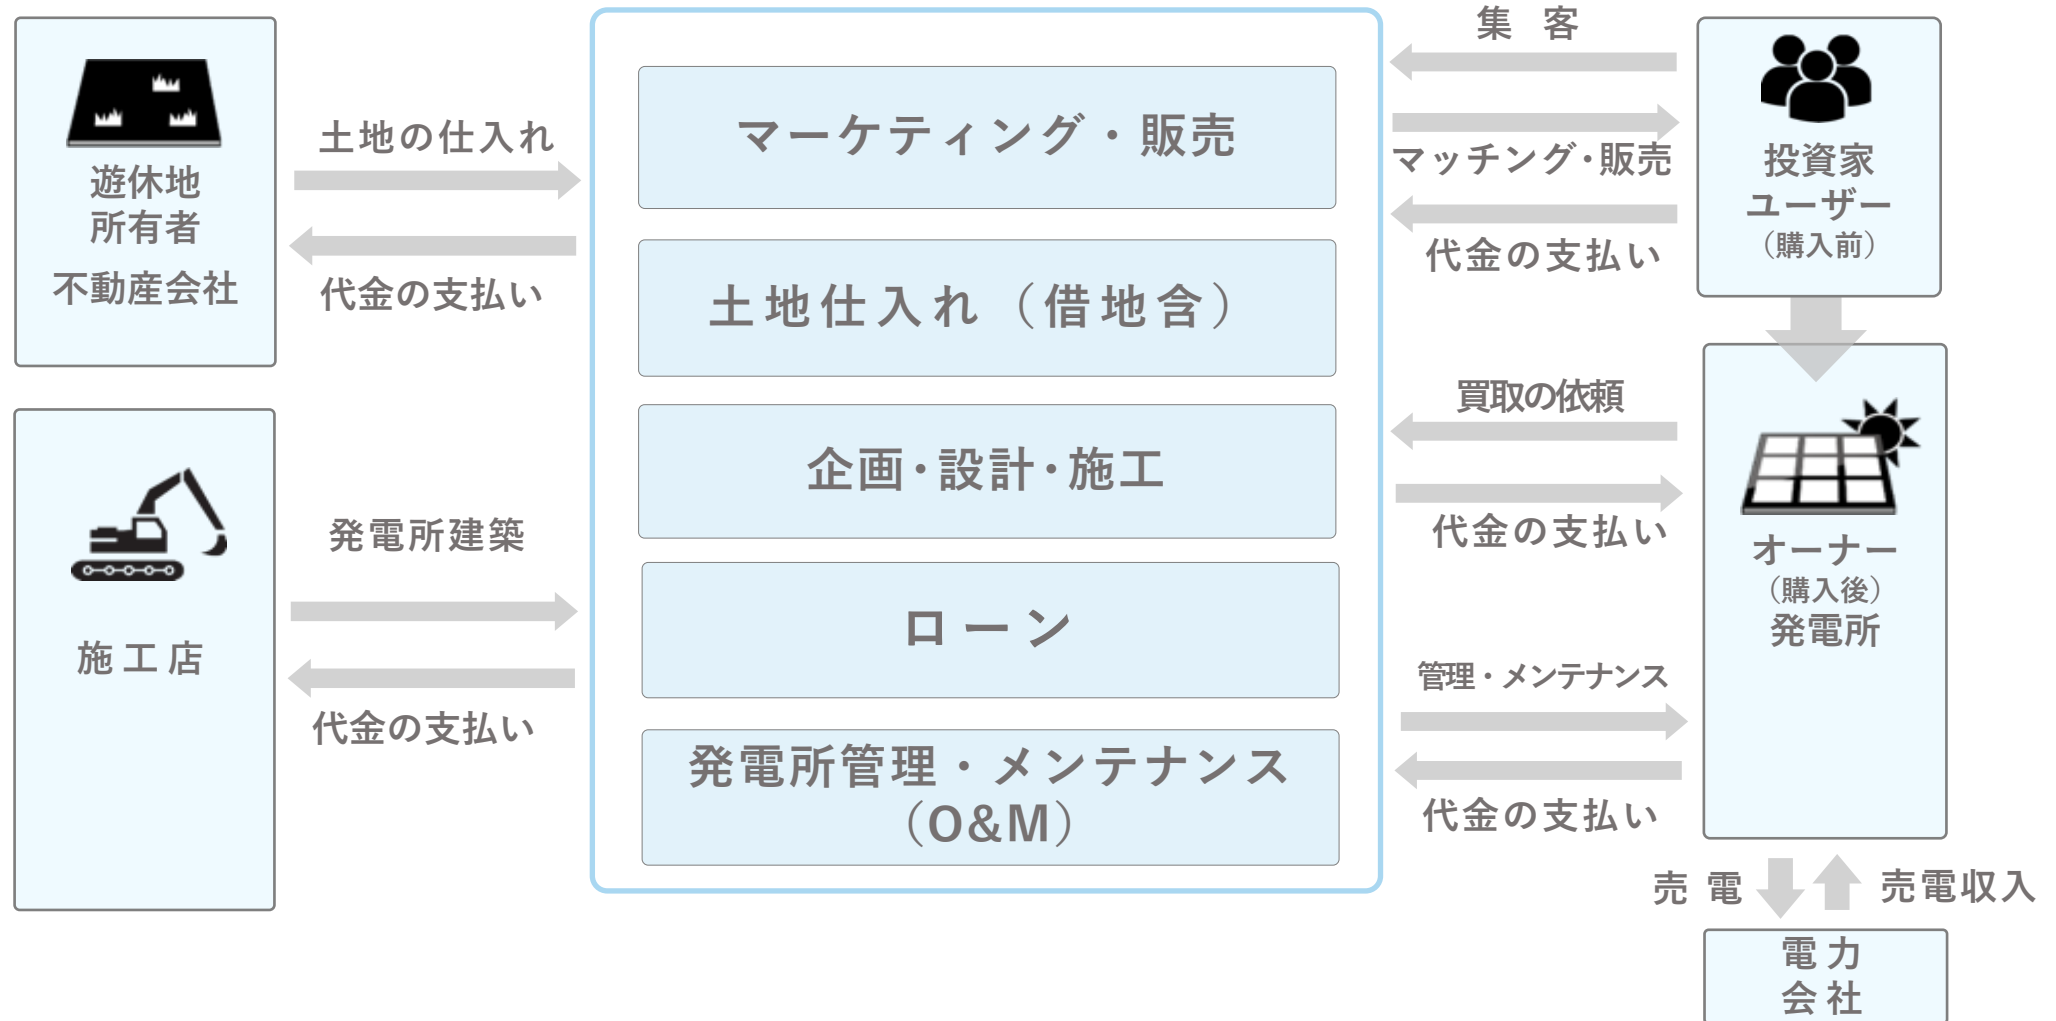 遊休地
所有者
不動産会社
土地の仕入れ
代金の支払い
施工店
発電所建築
代金の支払い
マーケティング・販売
土地仕入れ（借地含）
企画・設計・施工
ローン
発電所管理・メンテナンス
（O&M）
集 客
マッチング・販売
代金の支払い
投資家
ユーザー
（購入前）
買取の依頼
代金の支払い
管理・メンテナンス
代金の支払い
オーナー
（購入後）
発電所
売 電
売電収入
電力
会社